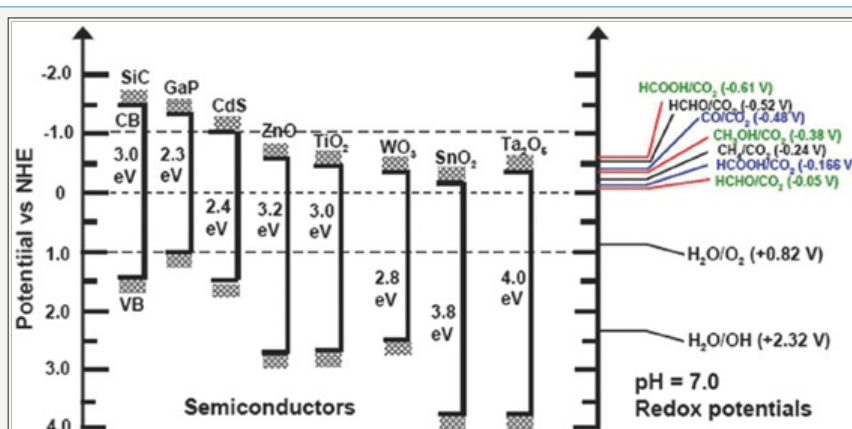 Potentiial vs NHE
-2.0
-1.0
0
1.0
2.0
3.0
4.0
SiC
GaP
CdS
ZnO
TiO₂
WO₃
SnO₂
Ta₂O₅
CB
3.0
eV
2.3
eV
2.4
eV
3.2
eV
3.0
eV
2.8
eV
3.8
eV
4.0
eV
VB
Semiconductors
HCOOH/CO₂ (-0.61 V)
HCHO/CO₂ (-0.52 V)
CO/CO₂ (-0.48 V)
CH₃OH/CO₂ (-0.38 V)
CH₄/CO₂ (-0.24 V)
HCOOH/CO₂ (-0.166 V)
HCHO/CO₂ (-0.05 V)
H₂O/O₂ (+0.82 V)
H₂O/OH (+2.32 V)
pH = 7.0
Redox potentials